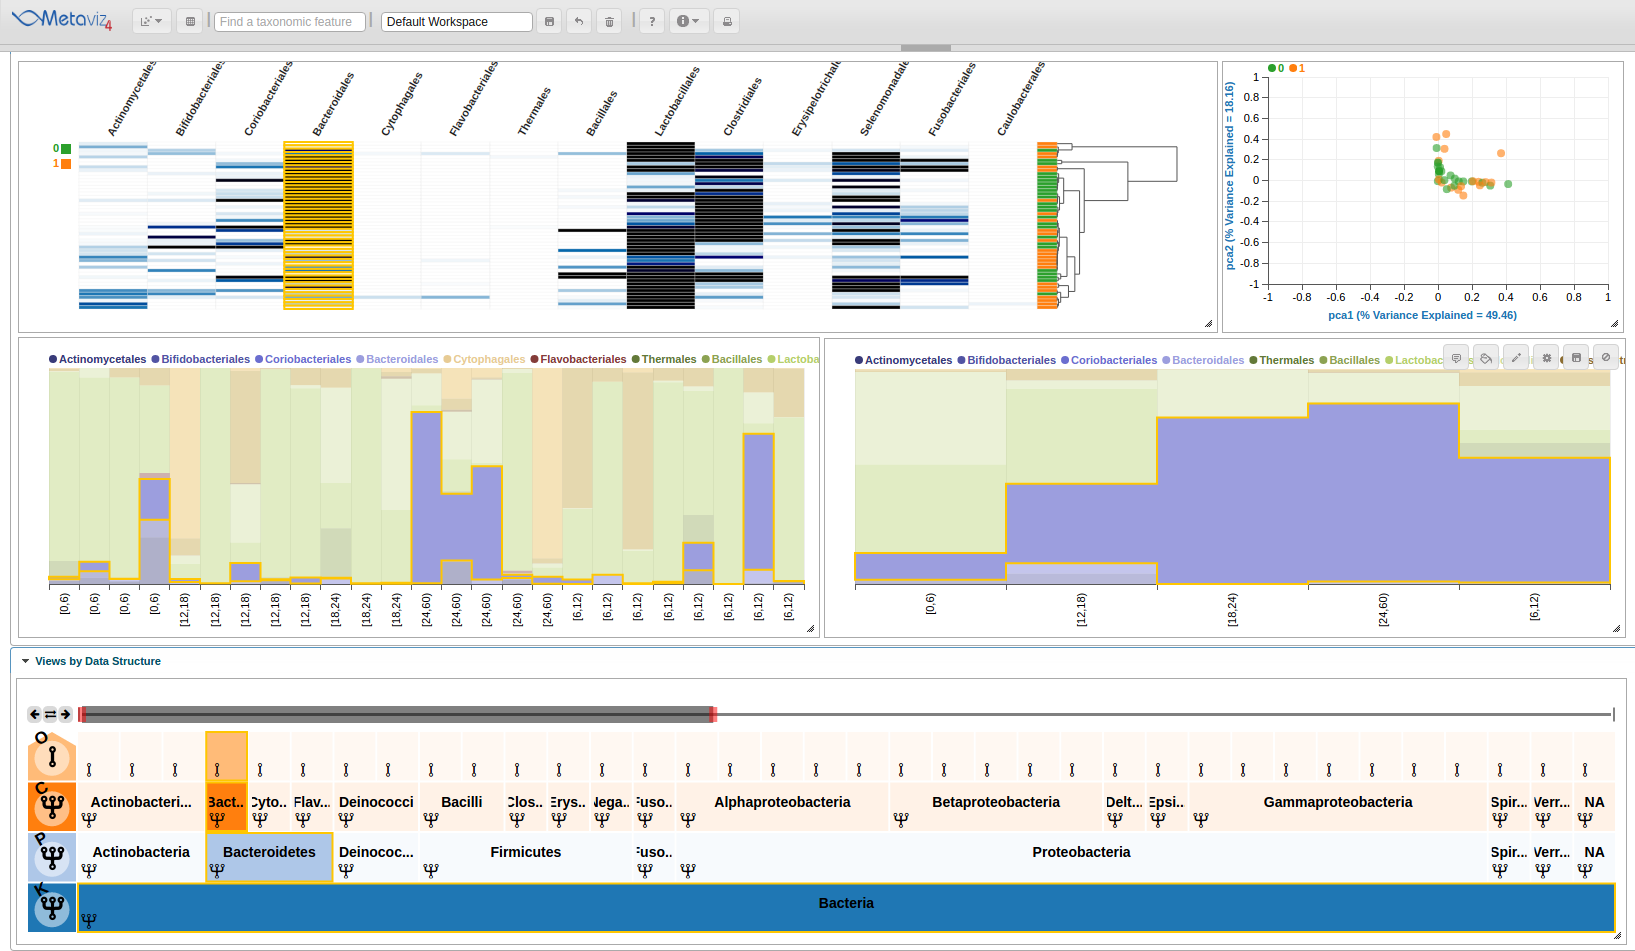 Metaviz 4
Find a taxonomic feature
Default Workspace
?
Actinomycetales
Bifidobacteriales
Coriobacteriales
Bacteroidales
Cytophagales
Flavobacteriales
Thermales
Bacillales
Lactobacillales
Clostridiales
Erysipelotrichale
Selenomonadale
Fusobacteriales
Caulobacterales
0
1
0 1
pca2 (% Variance Explained = 18.16)
1
0.8
0.6
0.4
0.2
0
-0.2
-0.4
-0.6
-0.8
-1
-1 -0.8 -0.6 -0.4 -0.2 0 0.2 0.4 0.6 0.8 1
pca1 (% Variance Explained = 49.46)
Actinomycetales Bifidobacteriales Coriobacteriales Bacteroidales Cytophagales Flavobacteriales Thermales Bacillales Lactoba
[0,6) [0,6) [0,6) [0,6) [12,18) [12,18) [12,18) [12,18) [18,24) [18,24) [18,24) [24,60) [24,60) [24,60) [24,60) [24,60) [6,12) [6,12) [6,12) [6,12) [6,12) [6,12) [6,12) [6,12)
Actinomycetales Bifidobacteriales Coriobacteriales Bacteroidales Thermales Bacillales Lactobac
[0,6) [12,18) [18,24) [24,60) [6,12)
Views by Data Structure
O
C
Actinobacteri... Bact.. Cyto.. Flav... Deinococci Bacilli Clos.. Erys... Nega.. Fuso.. Alphaproteobacteria Betaproteobacteria Delt... Epsi... Gammaproteobacteria Spir... Verr... NA
P
Actinobacteria Bacteroidetes Deinococ... Firmicutes Fuso.. Proteobacteria Spir... Verr... NA
K
Bacteria